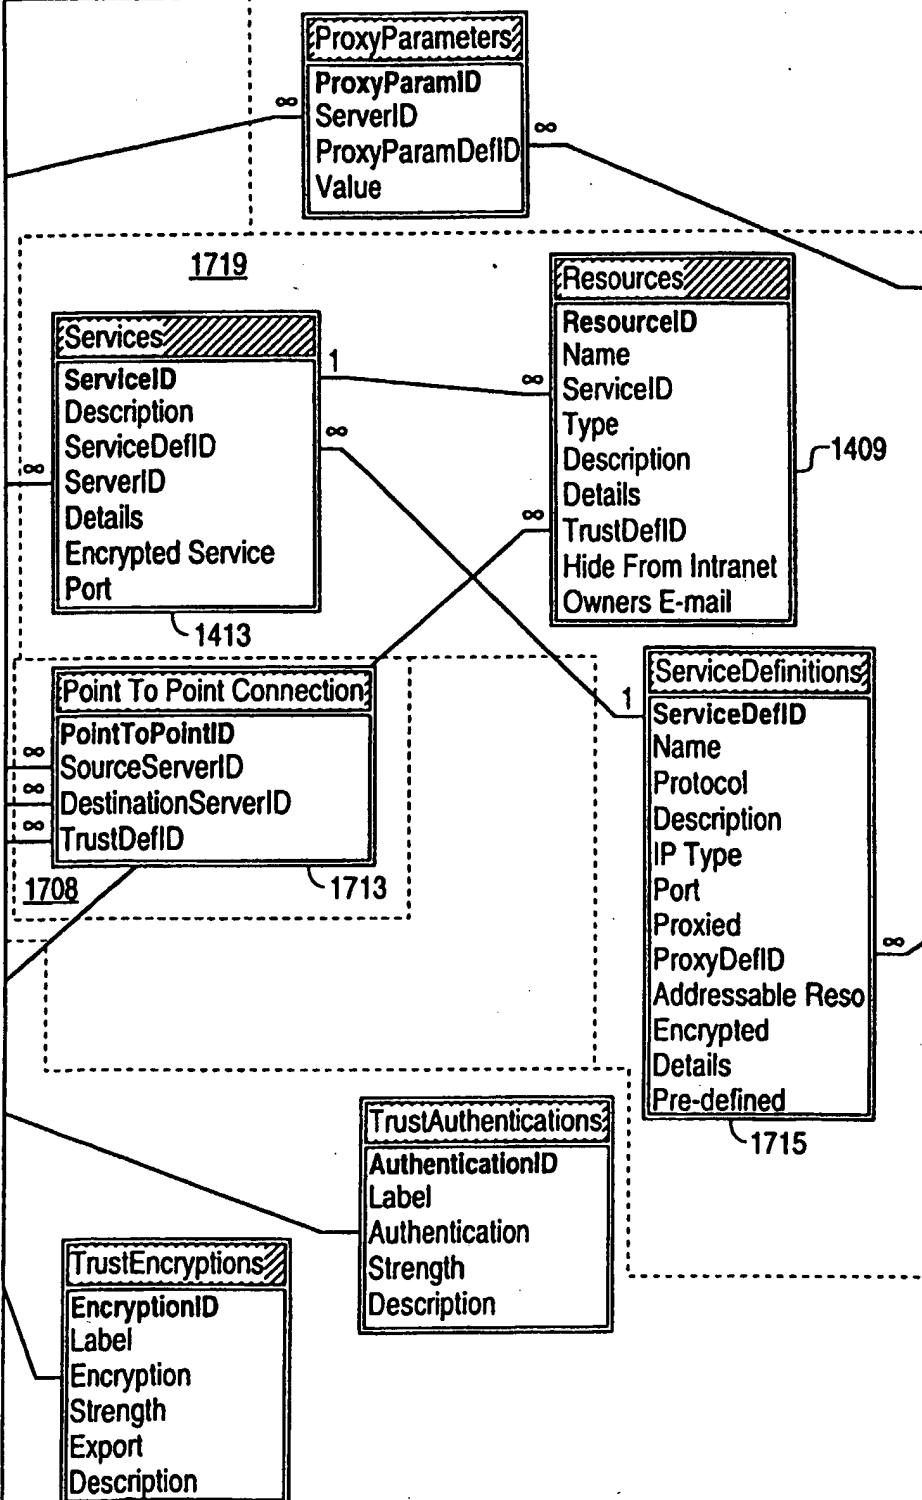 ProxyParameters
ProxyParamID
ServerID
ProxyParamDefID
Value
∞
∞
1719
Resources
ResourceID
Name
ServiceID
Type
Description
Details
TrustDefID
Hide From Intranet
Owners E-mail
∞
∞
1409
Services
ServiceID
Description
ServiceDefID
ServerID
Details
Encrypted Service
Port
1
∞
∞
1413
Point To Point Connection
PointToPointID
SourceServerID
DestinationServerID
TrustDefID
∞
∞
∞
1708
1713
ServiceDefinitions
ServiceDefID
Name
Protocol
Description
IP Type
Port
Proxied
ProxyDefID
Addressable Reso
Encrypted
Details
Pre-defined
1
∞
1715
TrustAuthentications
AuthenticationID
Label
Authentication
Strength
Description
TrustEncryptions
EncryptionID
Label
Encryption
Strength
Export
Description